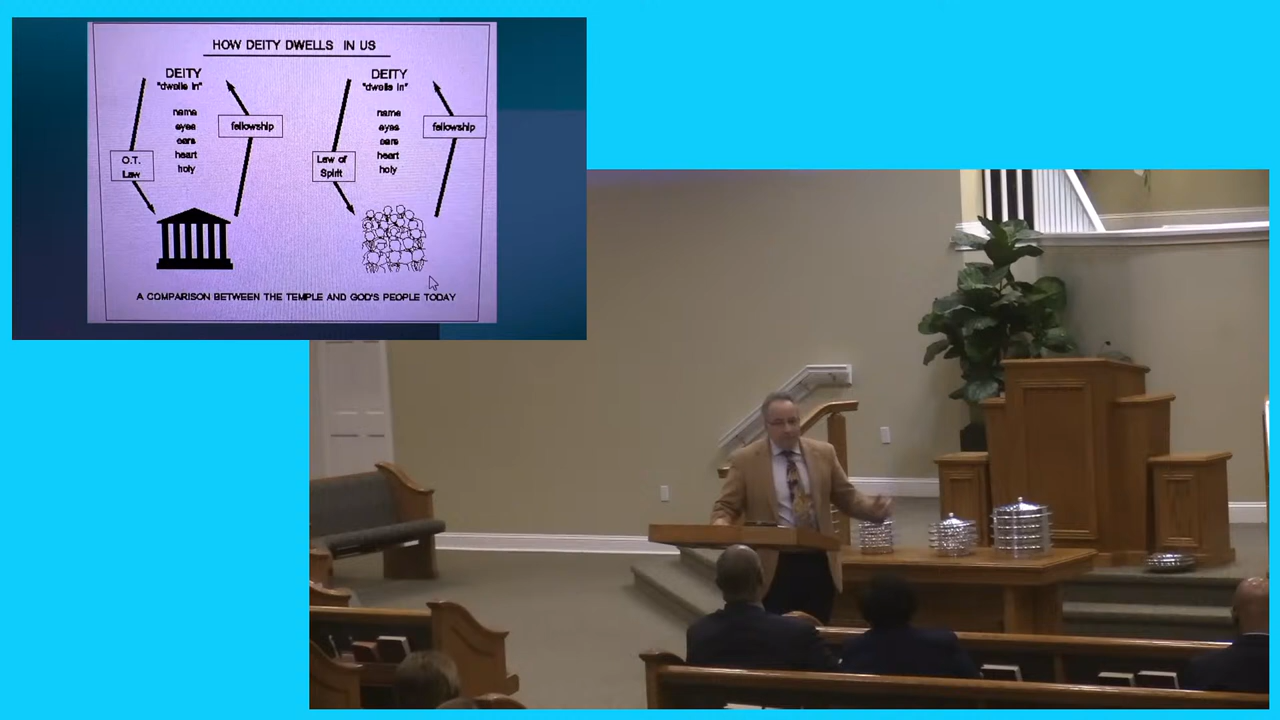 HOW DEITY DWELLS IN US
DEITY
"dwells in"
name
eyes
ears
heart
holy
O.T.
Law
fellowship
DEITY
"dwells in"
name
eyes
ears
heart
holy
Law of
Spirit
fellowship
A COMPARISON BETWEEN THE TEMPLE AND GOD'S PEOPLE TODAY